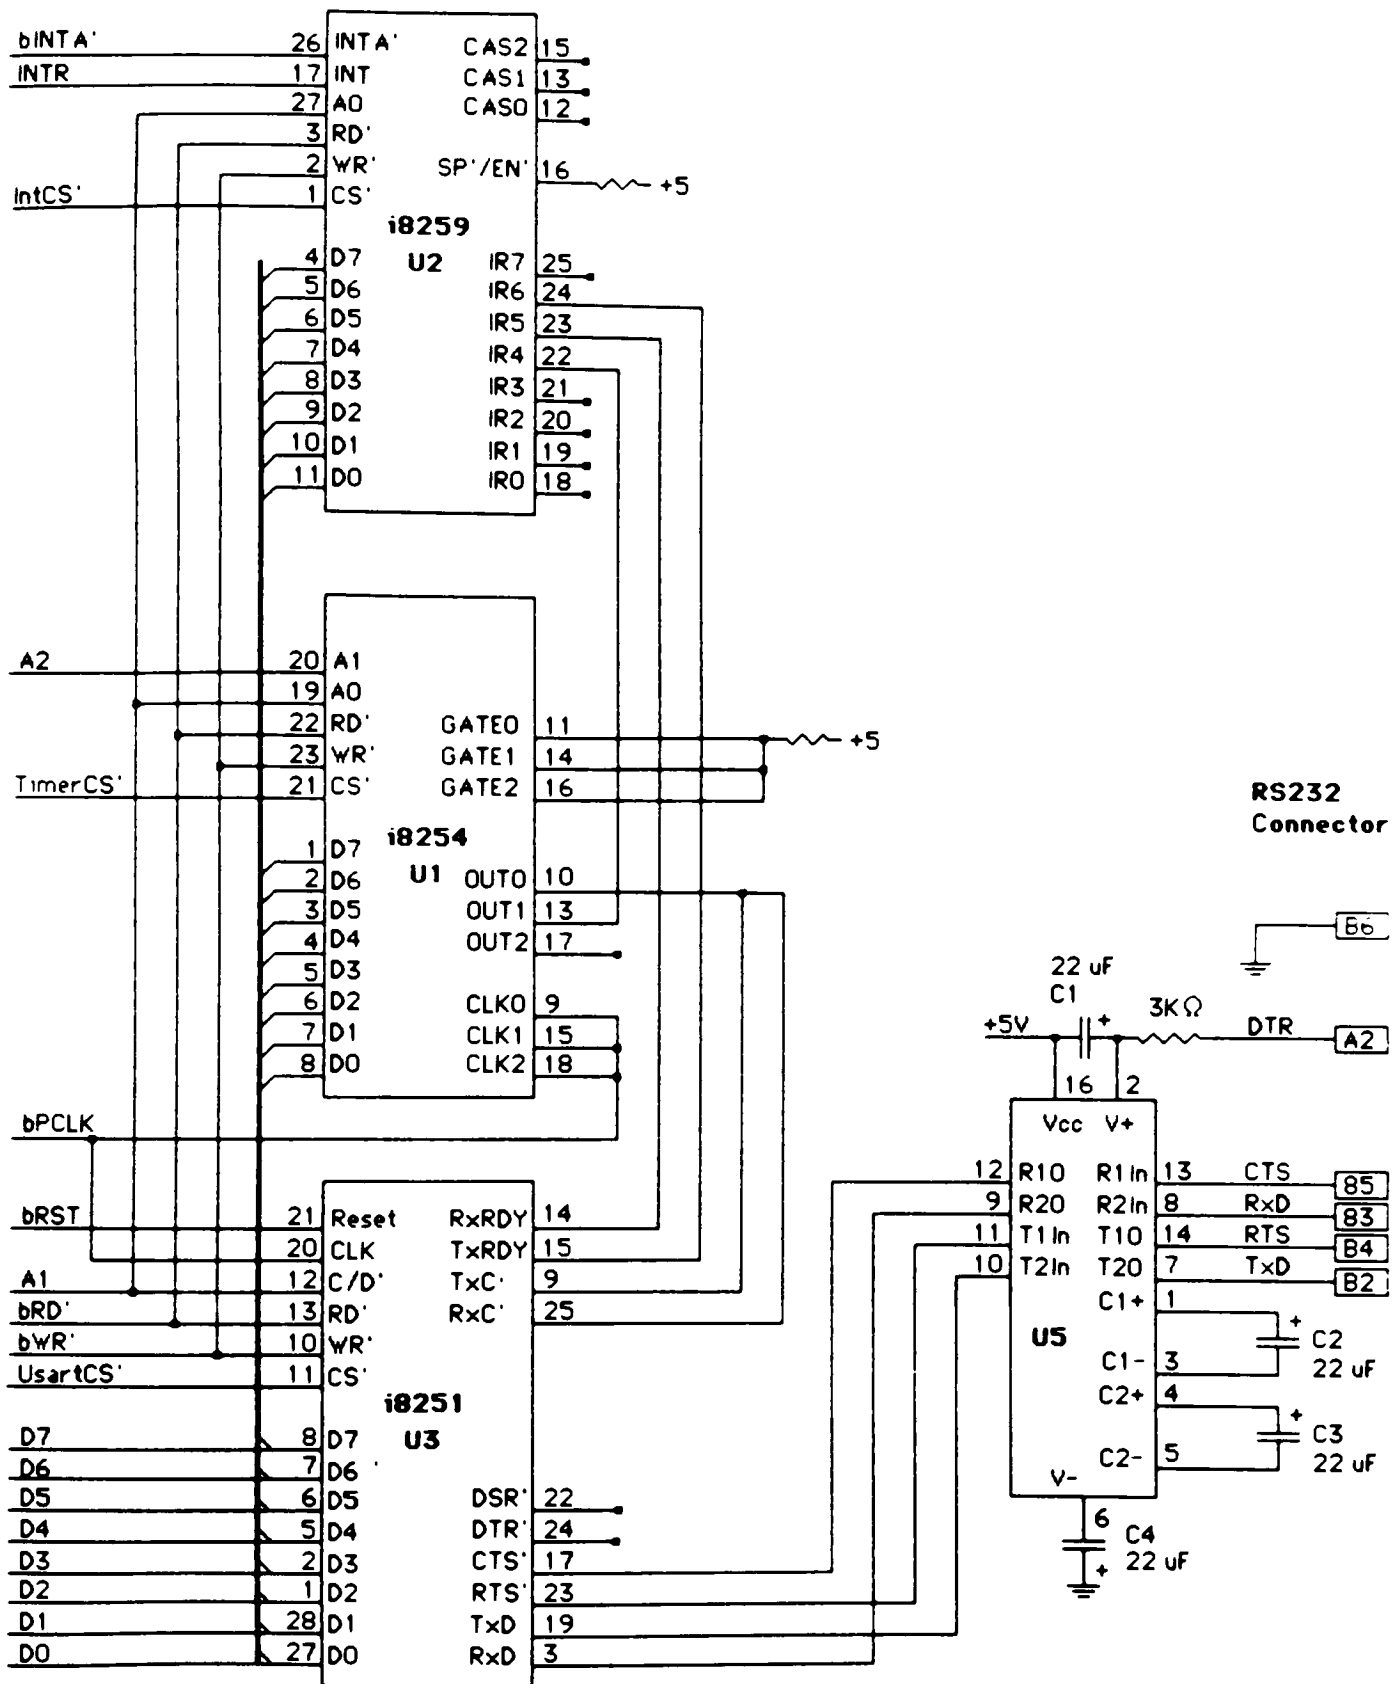 bINTA' 26 INTA' CAS2 15
INTR 17 INT CAS1 13
27 A0 CAS0 12
3 RD'
2 WR' SP'/EN' 16 +5
IntCS' 1 CS'
i8259
U2
4 D7 IR7 25
5 D6 IR6 24
6 D5 IR5 23
7 D4 IR4 22
8 D3 IR3 21
9 D2 IR2 20
10 D1 IR1 19
11 D0 IR0 18
A2 20 A1
19 A0
22 RD' GATE0 11 +5
23 WR' GATE1 14
TimerCS' 21 CS' GATE2 16
RS232
Connector
i8254
U1
1 D7
2 D6 OUT0 10
3 D5 OUT1 13
4 D4 OUT2 17
5 D3
6 D2 CLK0 9
7 D1 CLK1 15
8 D0 CLK2 18
B6
22 uF
C1
+5V + 3KΩ DTR A2
16 2
Vcc V+
bPCLK
12 R1O R1In 13 CTS B5
9 R2O R2In 8 RxD B3
11 T1In T1O 14 RTS B4
10 T2In T2O 7 TxD B2
C1+ 1
U5 + C2
C1- 3 22 uF
C2+ 4
+ C3
C2- 5 22 uF
V-
6 C4
+ 22 uF
bRST 21 Reset RxRDY 14
20 CLK TxRDY 15
A1 12 C/D' TxC' 9
bRD' 13 RD' RxC' 25
bWR' 10 WR'
UsartCS' 11 CS'
i8251
U3
D7 8 D7
D6 7 D6
D5 6 D5 DSR' 22
D4 5 D4 DTR' 24
D3 2 D3 CTS' 17
D2 1 D2 RTS' 23
D1 28 D1 TxD 19
D0 27 D0 RxD 3